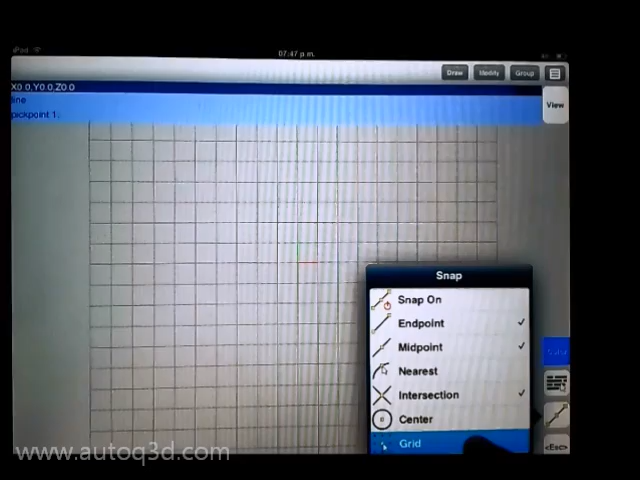 iPad
07:47 p.m.
Draw
Modify
Group
X0.0,Y0.0,Z0.0
line
pickpoint 1:
View
Snap
Snap On
Endpoint
Midpoint
Nearest
Intersection
Center
Grid
<Esc>
www.autoq3d.com